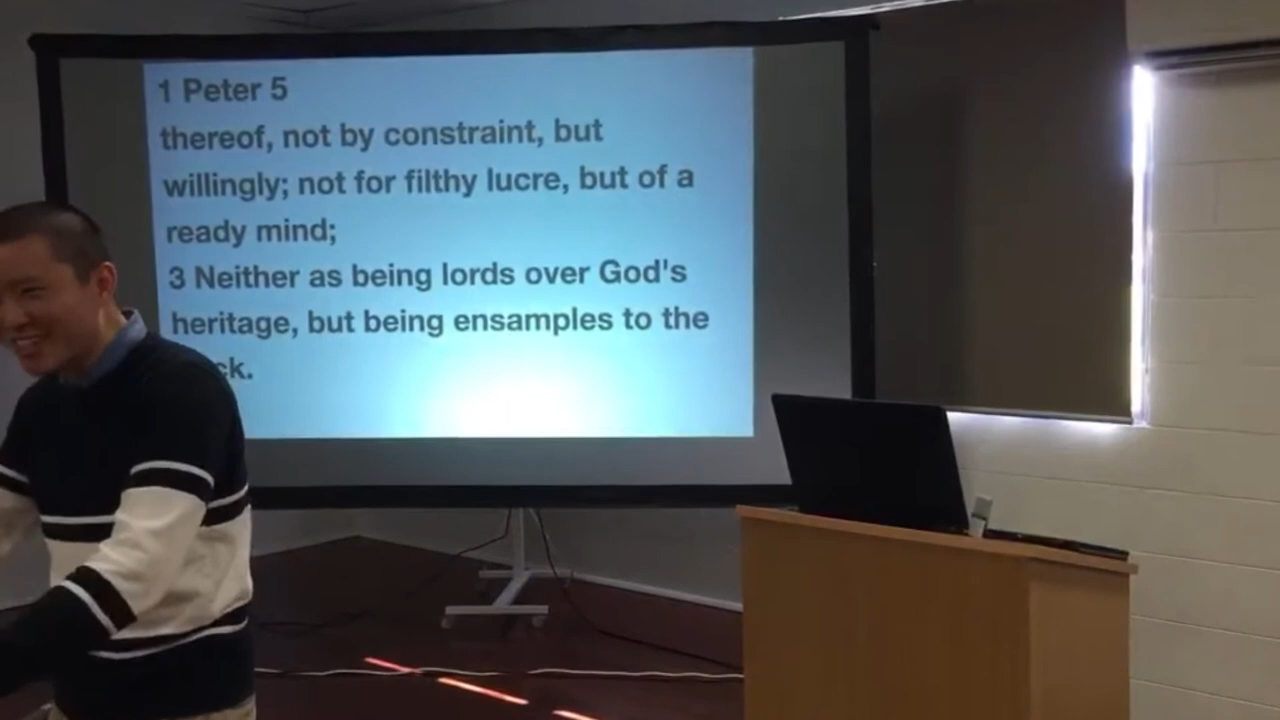 1 Peter 5
thereof, not by constraint, but
willingly; not for filthy lucre, but of a
ready mind;
3 Neither as being lords over God's
heritage, but being ensamples to the
ck.